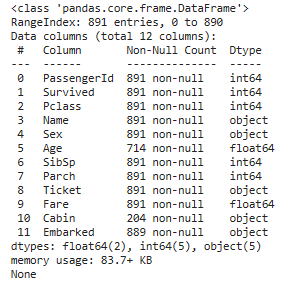 <class 'pandas.core.frame.DataFrame'>
RangeIndex: 891 entries, 0 to 890
Data columns (total 12 columns):
 #   Column       Non-Null Count  Dtype
---  ------       --------------  -----
 0   PassengerId  891 non-null    int64
 1   Survived     891 non-null    int64
 2   Pclass       891 non-null    int64
 3   Name         891 non-null    object
 4   Sex          891 non-null    object
 5   Age          714 non-null    float64
 6   SibSp        891 non-null    int64
 7   Parch        891 non-null    int64
 8   Ticket       891 non-null    object
 9   Fare         891 non-null    float64
 10  Cabin        204 non-null    object
 11  Embarked     889 non-null    object
dtypes: float64(2), int64(5), object(5)
memory usage: 83.7+ KB
None